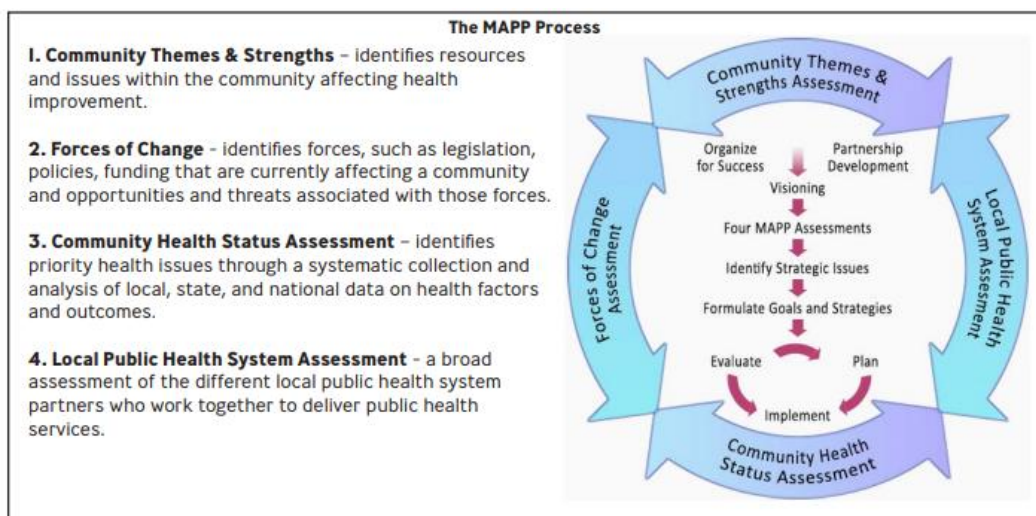 The MAPP Process
1. Community Themes & Strengths – identifies resources
and issues within the community affecting health
improvement.
2. Forces of Change - identifies forces, such as legislation,
policies, funding that are currently affecting a community
and opportunities and threats associated with those forces.
3. Community Health Status Assessment – identifies
priority health issues through a systematic collection and
analysis of local, state, and national data on health factors
and outcomes.
4. Local Public Health System Assessment - a broad
assessment of the different local public health system
partners who work together to deliver public health
services.
Community Themes &
Strengths Assessment
Organize
for Success
Partnership
Development
Visioning
Four MAPP Assessments
Identify Strategic Issues
Formulate Goals and Strategies
Evaluate
Plan
Implement
Forces of Change
Assessment
Local Public Health
System Assesment
Community Health
Status Assessment